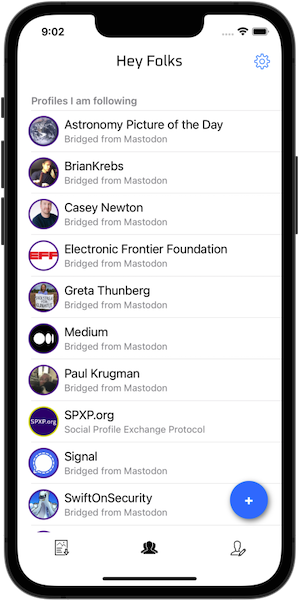 9:02
Hey Folks
Profiles I am following
Astronomy Picture of the Day
Bridged from Mastodon
BrianKrebs
Bridged from Mastodon
Casey Newton
Bridged from Mastodon
EFF
Electronic Frontier Foundation
Bridged from Mastodon
Greta Thunberg
Bridged from Mastodon
Medium
Bridged from Mastodon
Paul Krugman
Bridged from Mastodon
SPXP.org
SPXP.org
Social Profile Exchange Protocol
Signal
Bridged from Mastodon
SwiftOnSecurity
Bridged from Mastodon
+